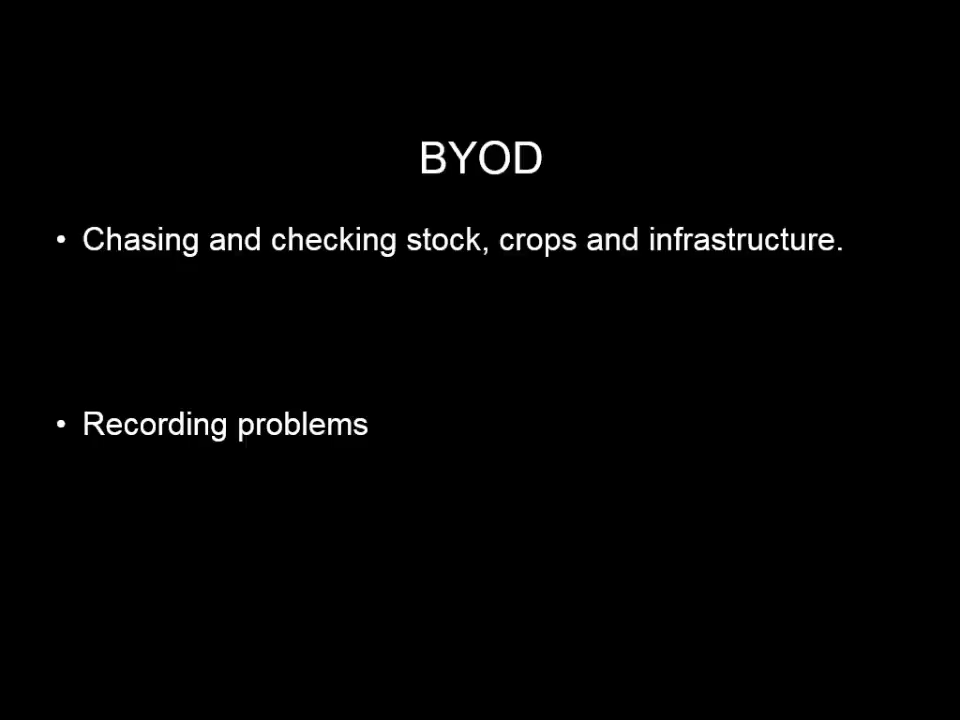 BYOD
• Chasing and checking stock, crops and infrastructure.
• Recording problems